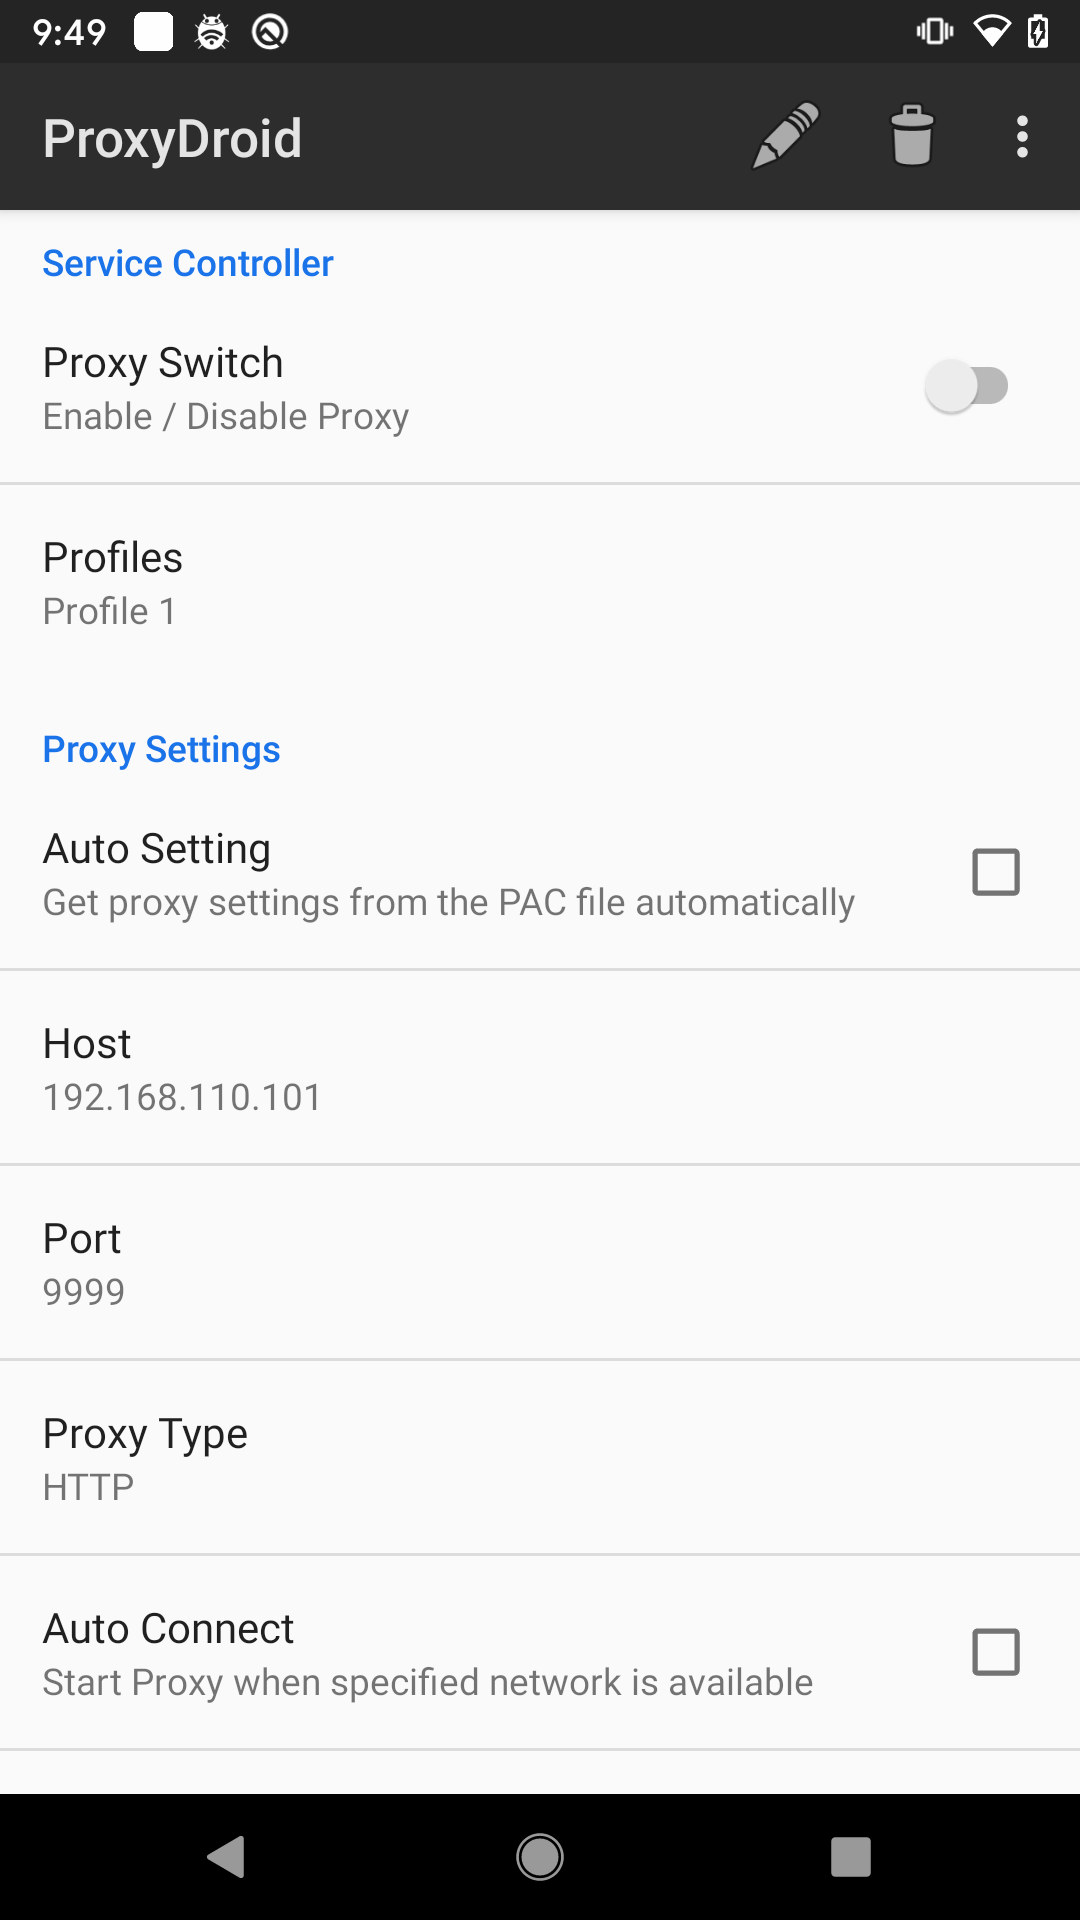 9:49
ProxyDroid
Service Controller
Proxy Switch
Enable / Disable Proxy
Profiles
Profile 1
Proxy Settings
Auto Setting
Get proxy settings from the PAC file automatically
Host
192.168.110.101
Port
9999
Proxy Type
HTTP
Auto Connect
Start Proxy when specified network is available